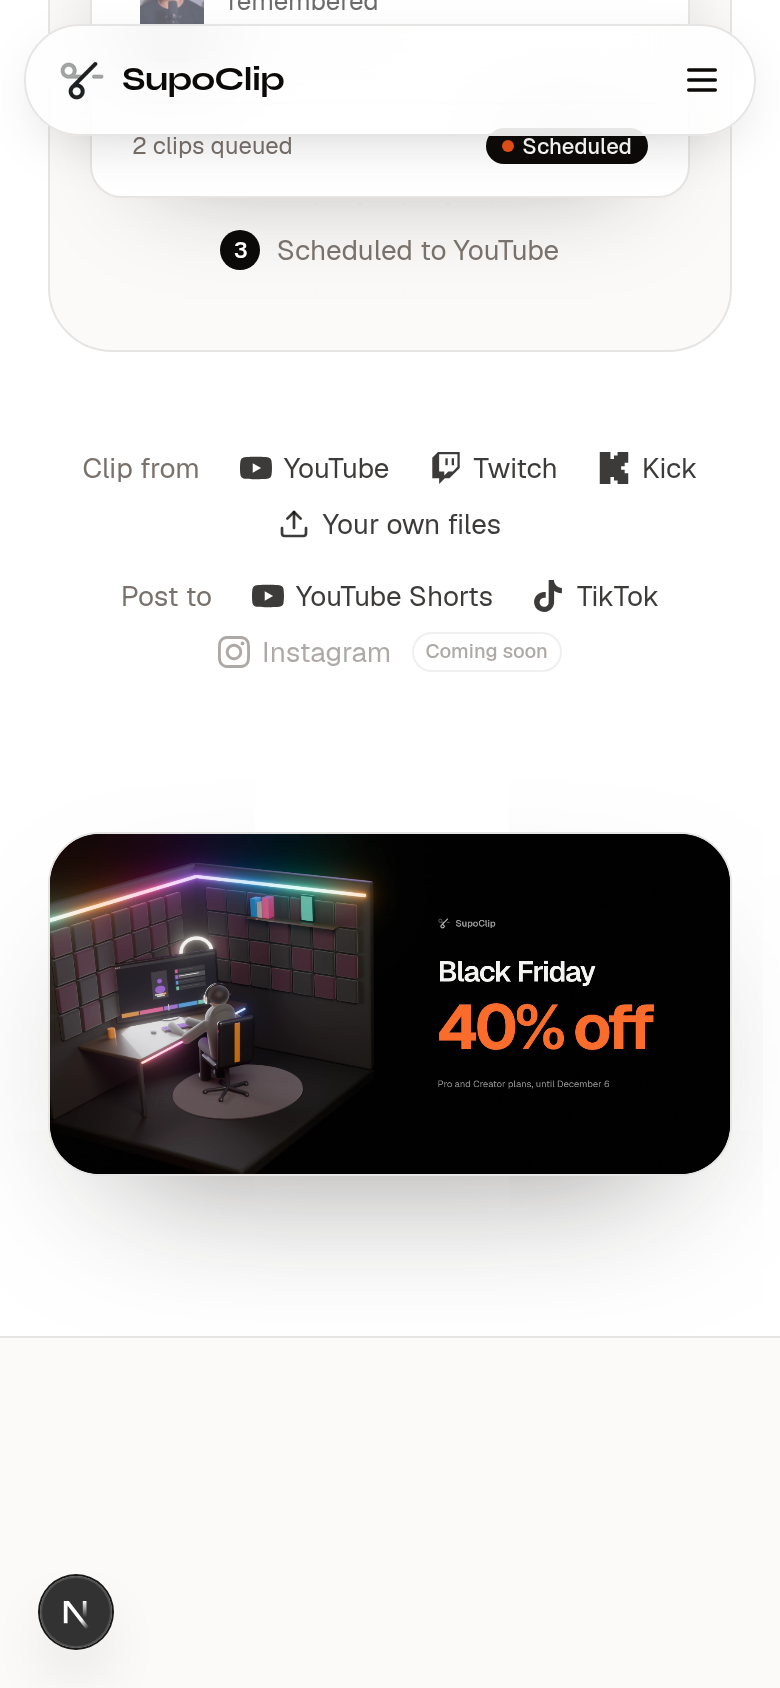 remembered
SupoClip
2 clips queued
Scheduled
3 Scheduled to YouTube
Clip from YouTube Twitch Kick
Your own files
Post to YouTube Shorts TikTok
Instagram Coming soon
SupoClip
Black Friday
40% off
Pro and Creator plans, until December 6
N